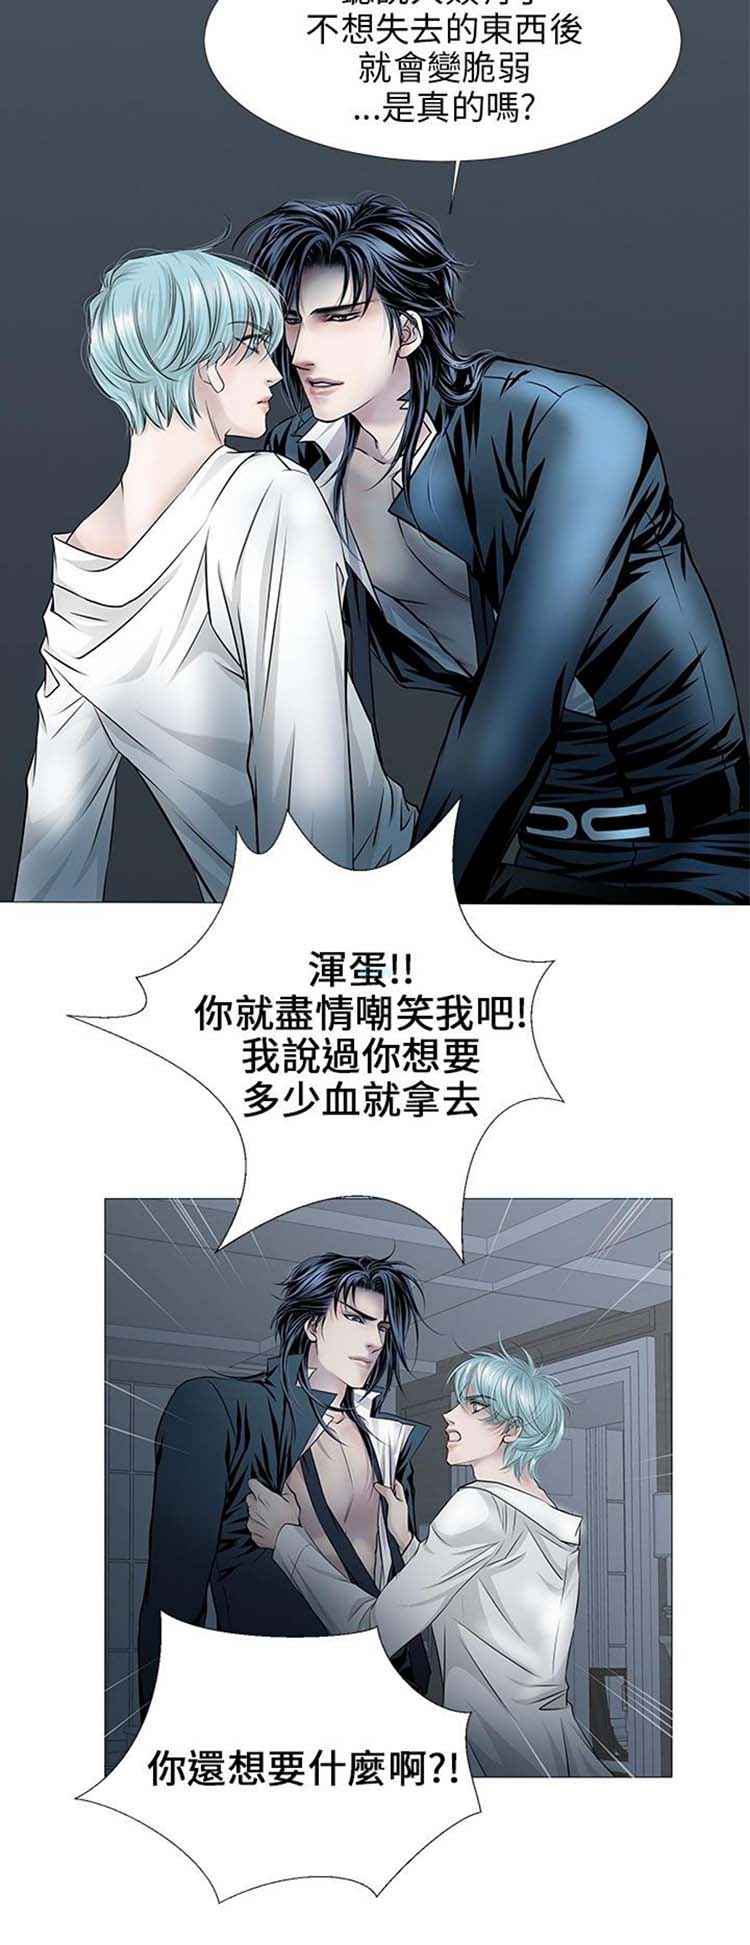 不想失去的東西後
就會變脆弱
...是真的嗎?
渾蛋!!
你就盡情嘲笑我吧!
我說過你想要
多少血就拿去
你還想要什麼啊?!